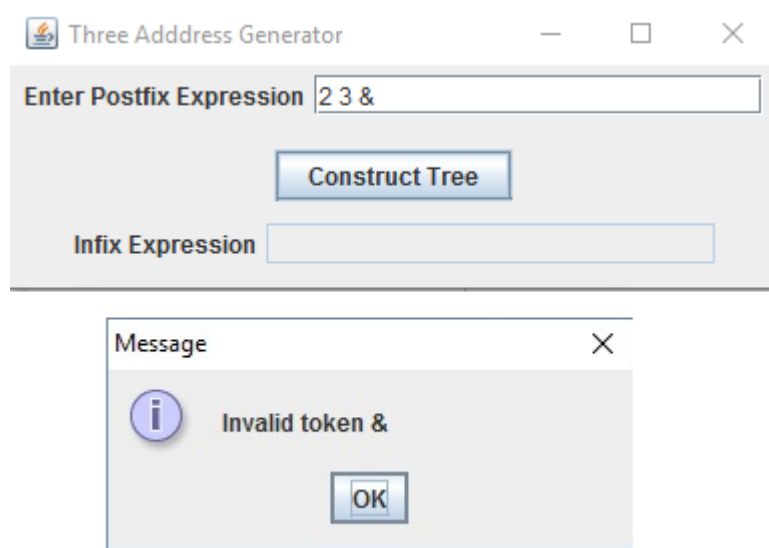 Three Adddress Generator
Enter Postfix Expression 2 3 &
Construct Tree
Infix Expression
Message
Invalid token &
OK